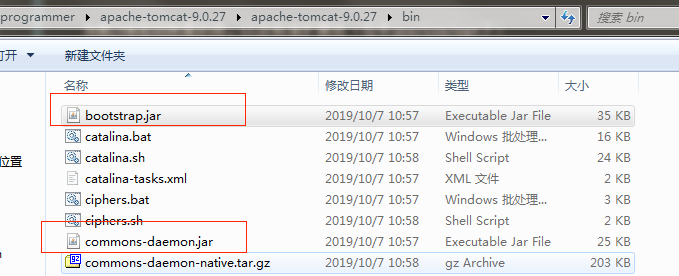 programmer ▸ apache-tomcat-9.0.27 ▸ apache-tomcat-9.0.27 ▸ bin 搜索 bin
打开 新建文件夹
名称 修改日期 类型 大小
bootstrap.jar 2019/10/7 10:57 Executable Jar File 35 KB
catalina.bat 2019/10/7 10:57 Windows 批处理... 16 KB
catalina.sh 2019/10/7 10:58 Shell Script 24 KB
catalina-tasks.xml 2019/10/7 10:57 XML 文件 2 KB
ciphers.bat 2019/10/7 10:57 Windows 批处理... 3 KB
ciphers.sh 2019/10/7 10:58 Shell Script 2 KB
commons-daemon.jar 2019/10/7 10:57 Executable Jar File 25 KB
commons-daemon-native.tar.gz 2019/10/7 10:58 gz Archive 203 KB
位置